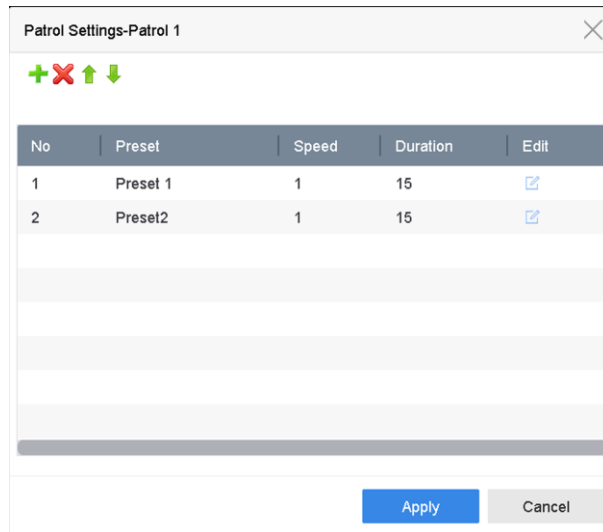 Patrol Settings-Patrol 1
No Preset Speed Duration Edit
1 Preset 1 1 15
2 Preset2 1 15
Apply Cancel